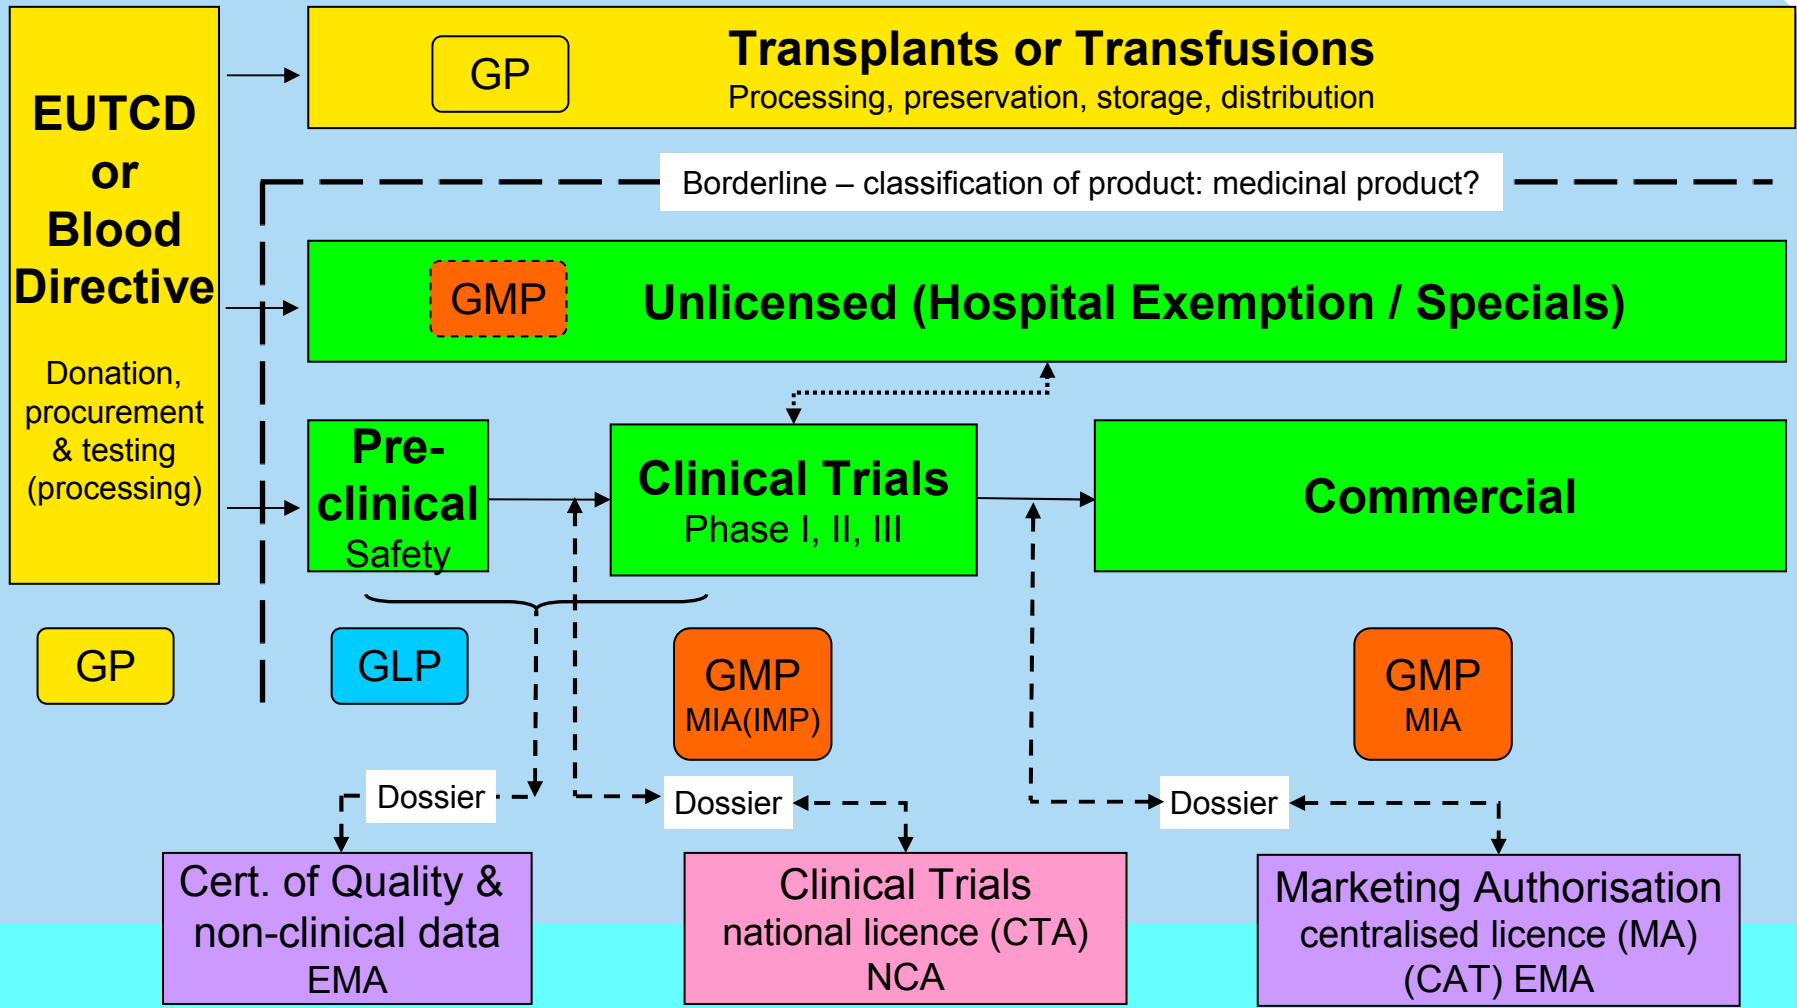 EUTCD
or
Blood
Directive
Donation,
procurement
& testing
(processing)
GP
Transplants or Transfusions
Processing, preservation, storage, distribution
Borderline – classification of product: medicinal product?
GMP
Unlicensed (Hospital Exemption / Specials)
Pre-
clinical
Safety
Clinical Trials
Phase I, II, III
Commercial
GP
GLP
GMP
MIA(IMP)
GMP
MIA
Dossier
Dossier
Dossier
Cert. of Quality &
non-clinical data
EMA
Clinical Trials
national licence (CTA)
NCA
Marketing Authorisation
centralised licence (MA)
(CAT) EMA